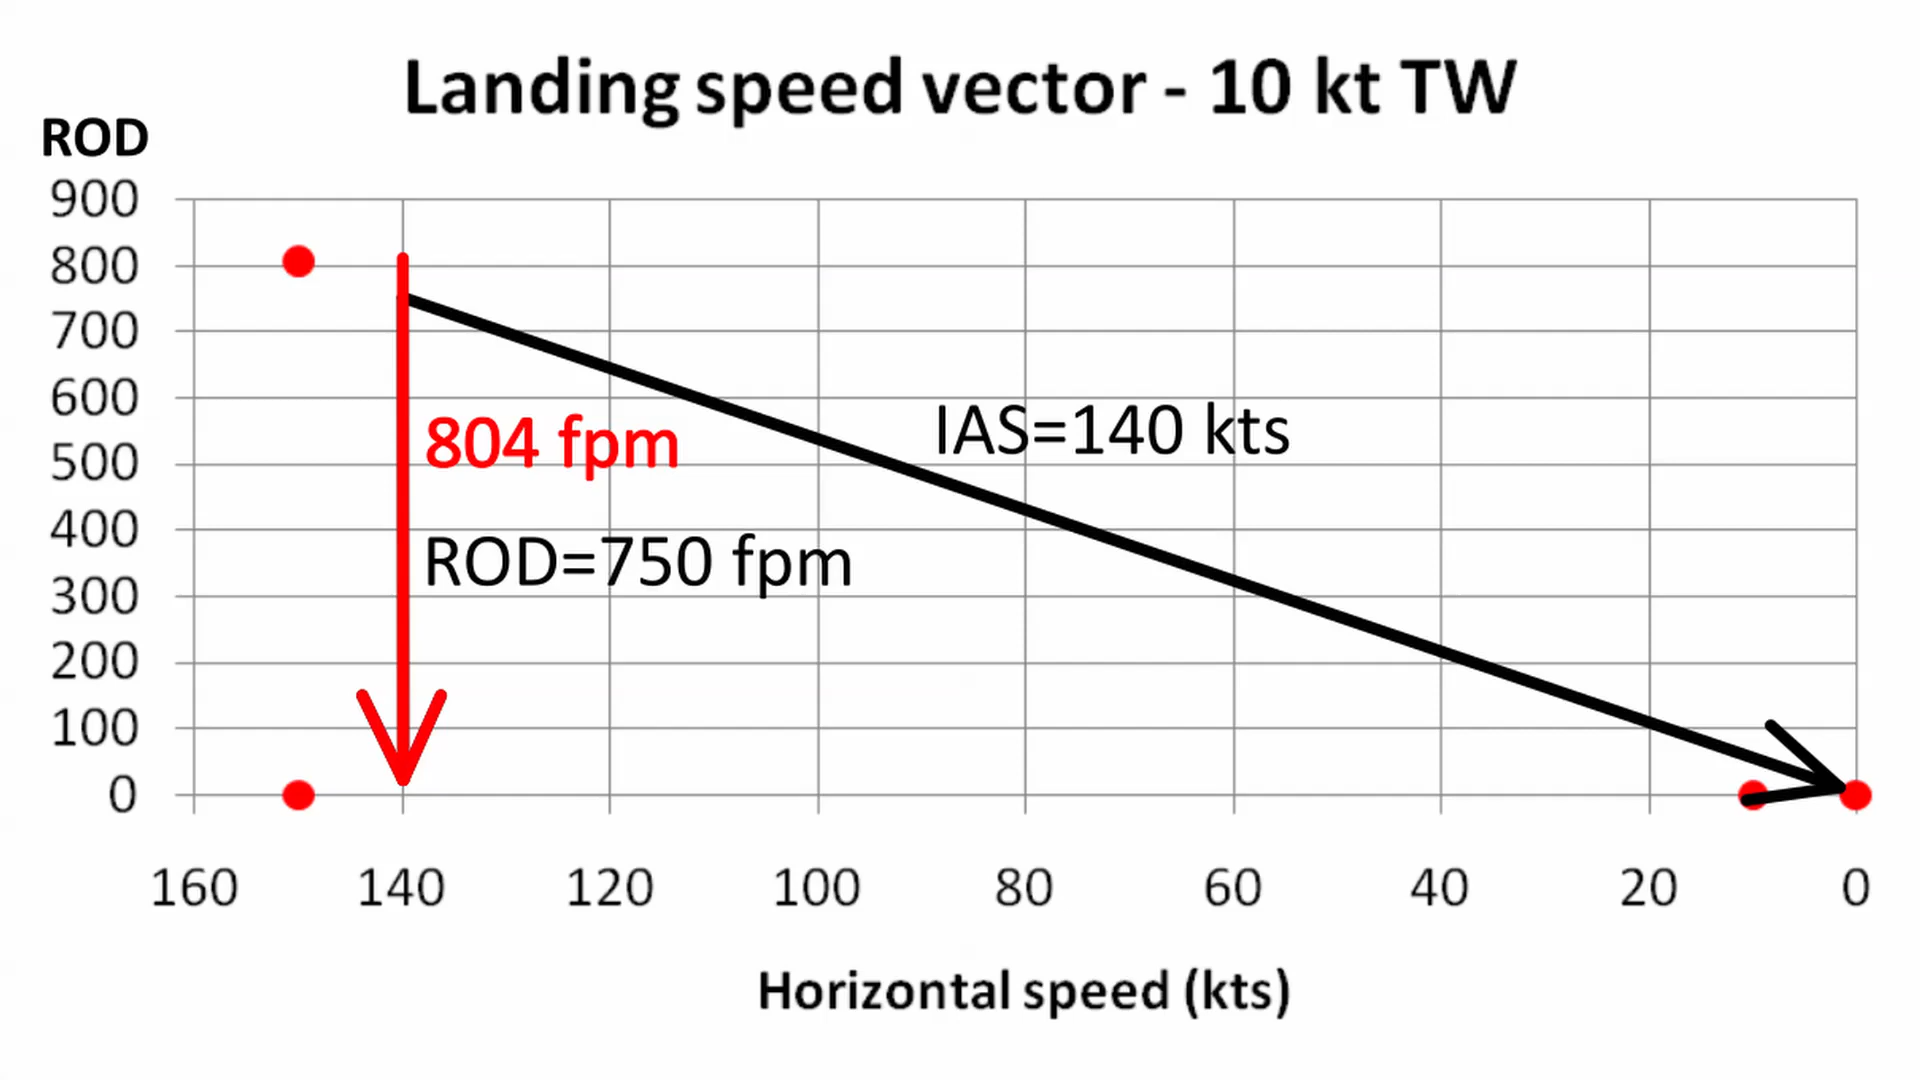 Landing speed vector - 10 kt TW
ROD
900
800
700
600
500
400
300
200
100
0
804 fpm
IAS=140 kts
ROD=750 fpm
160 140 120 100 80 60 40 20 0
Horizontal speed (kts)